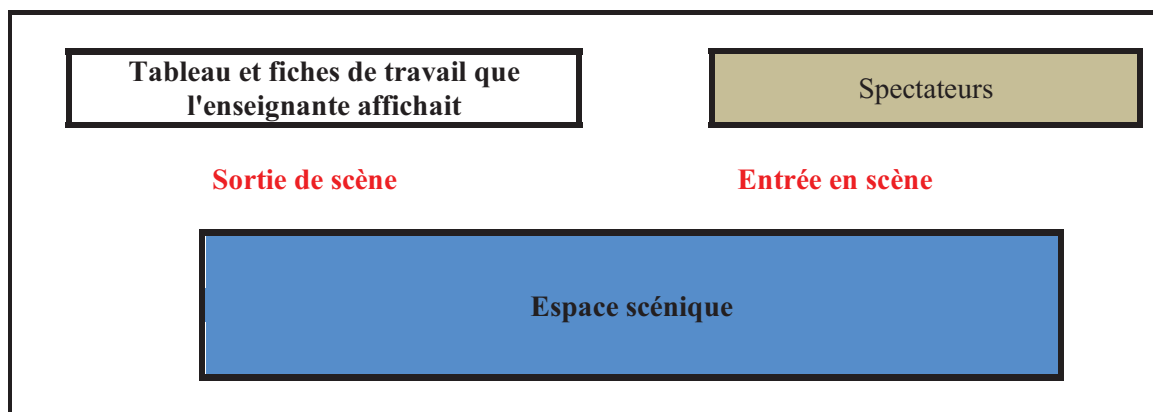 Tableau et fiches de travail que
l'enseignante affichait
Spectateurs
Sortie de scène
Entrée en scène
Espace scénique